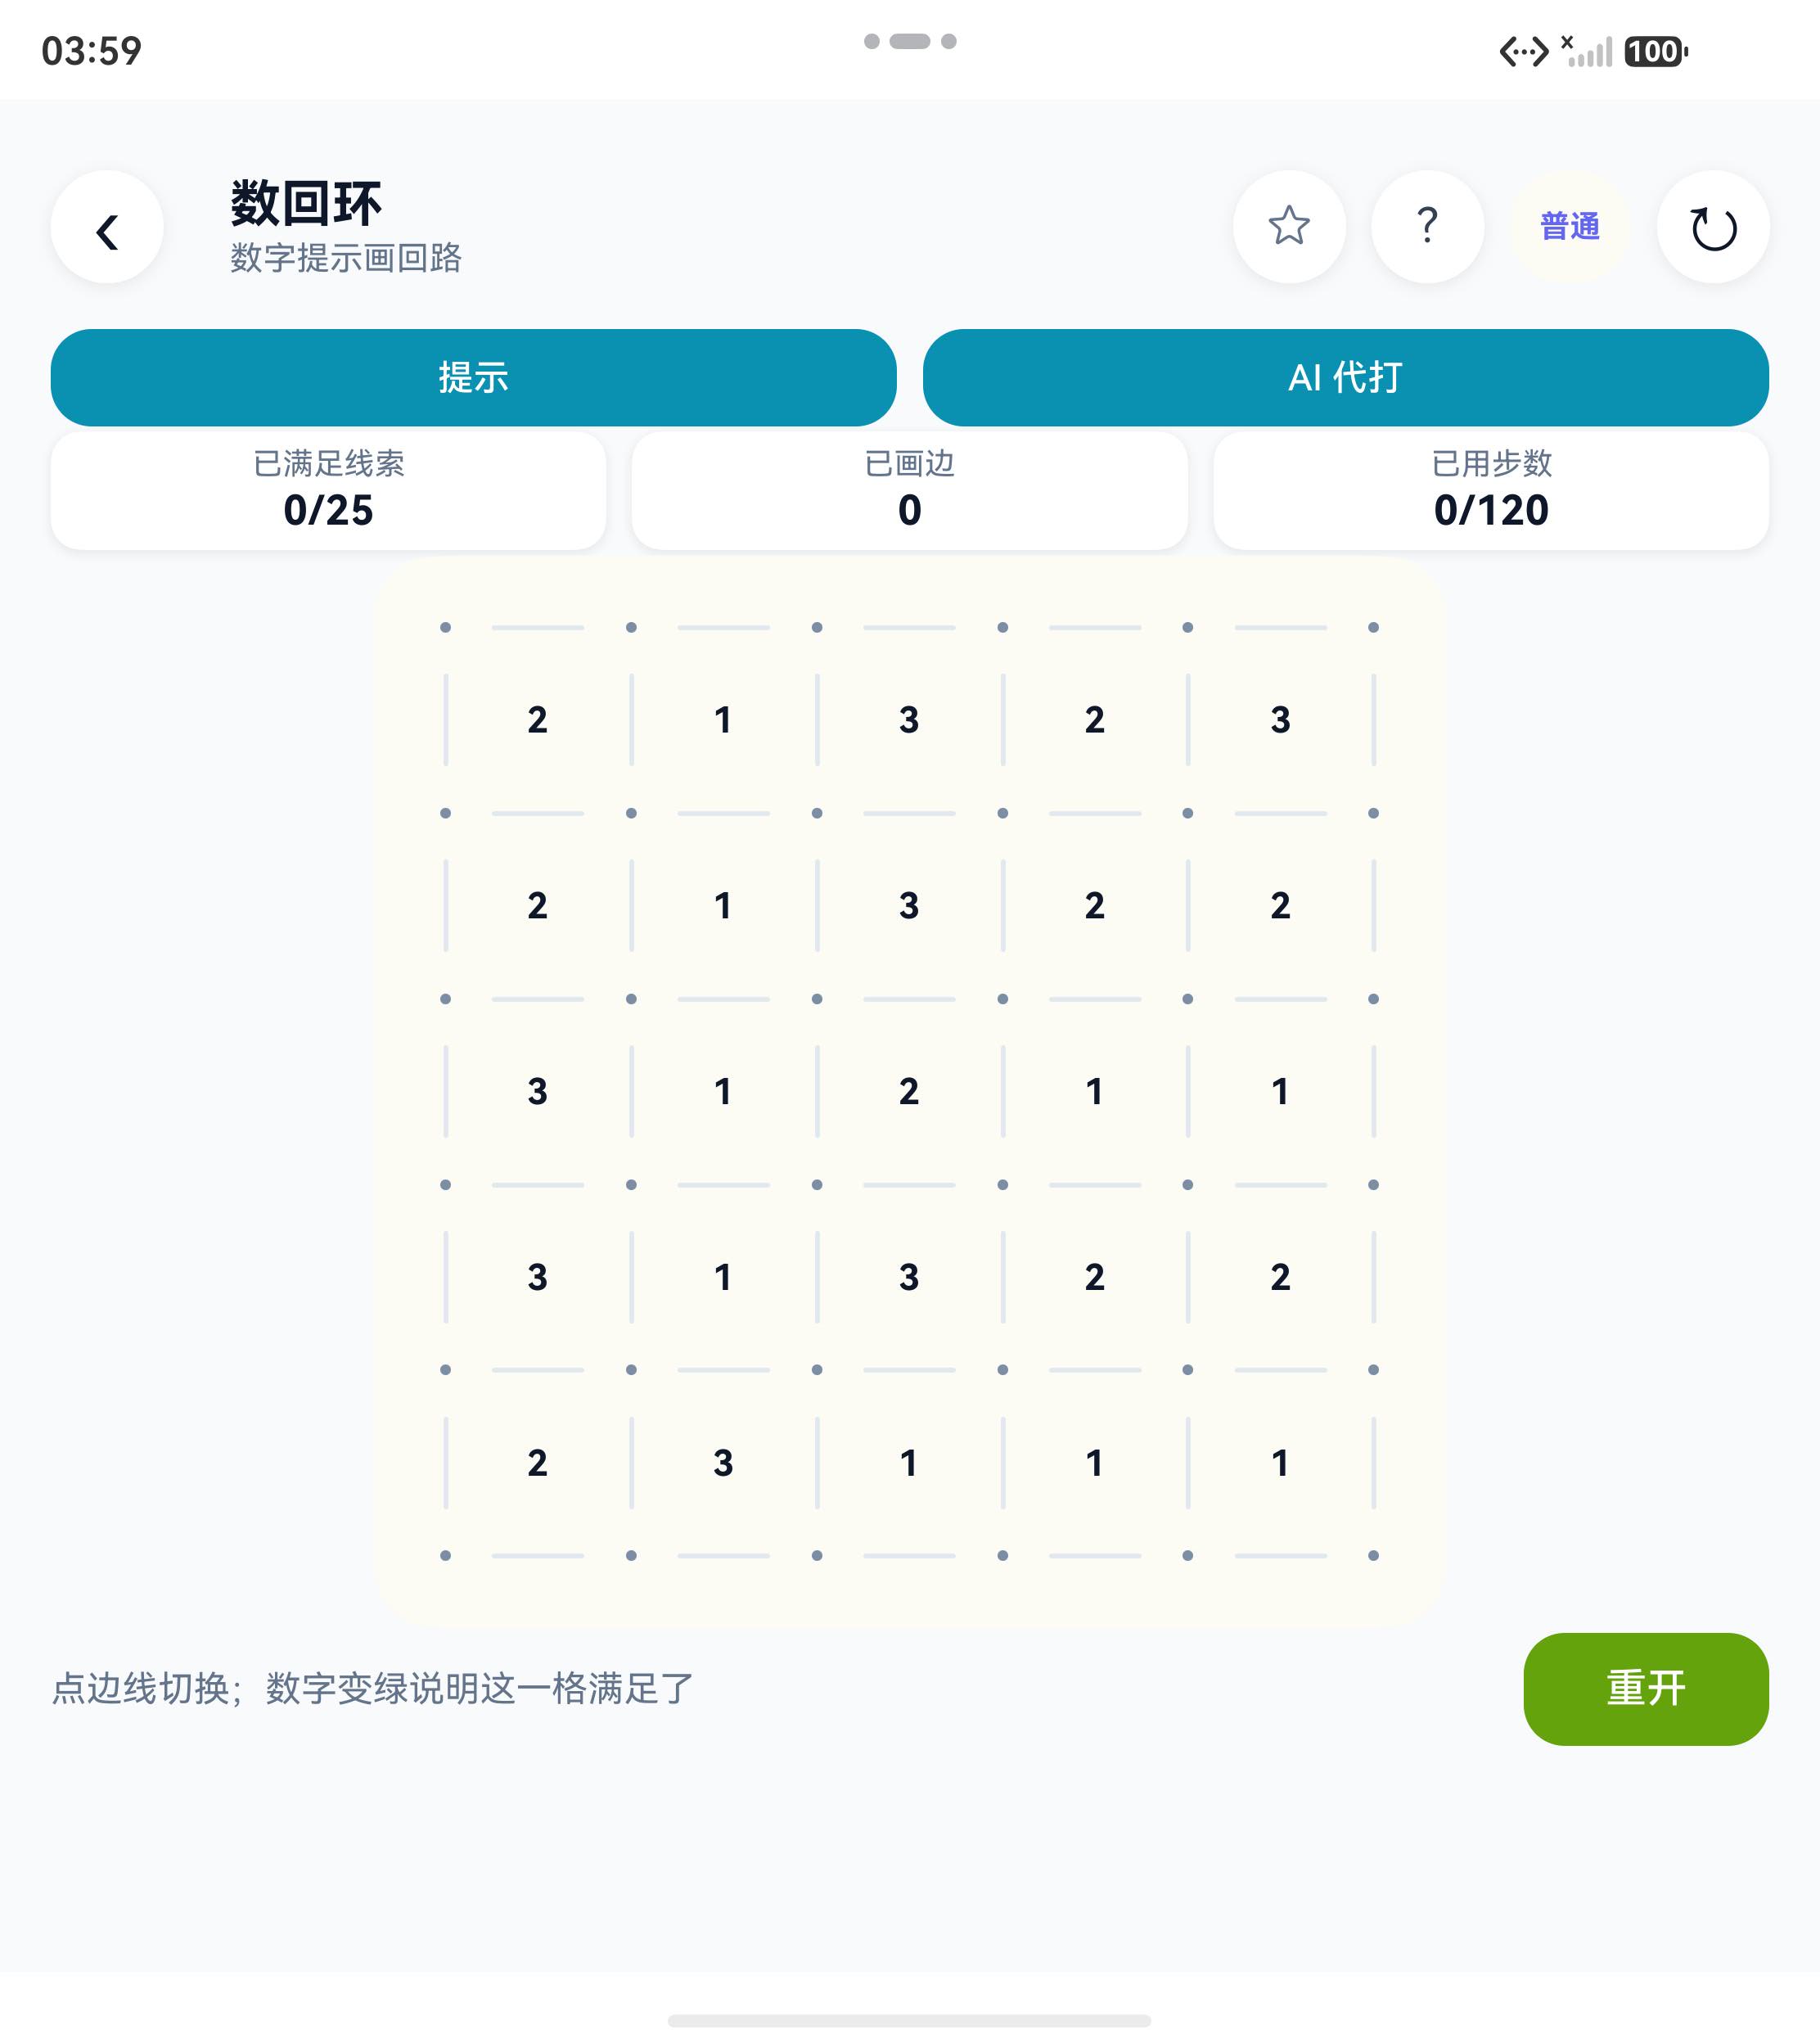 03:59
100
数回环
数字提示画回路
?
普通
提示
AI 代打
已满足线索
0/25
已画边
0
已用步数
0/120
2 1 3 2 3
2 1 3 2 2
3 1 2 1 1
3 1 3 2 2
2 3 1 1 1
点边线切换；数字变绿说明这一格满足了
重开